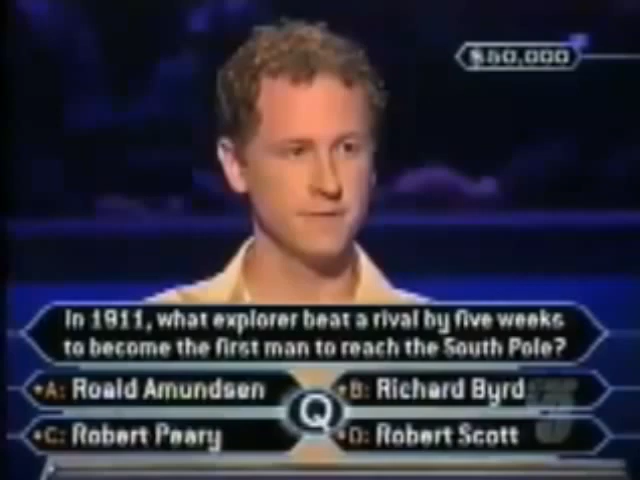 $50,000
In 1911, what explorer beat a rival by five weeks
to become the first man to reach the South Pole?
A: Roald Amundsen
B: Richard Byrd
Q
C: Robert Peary
D: Robert Scott